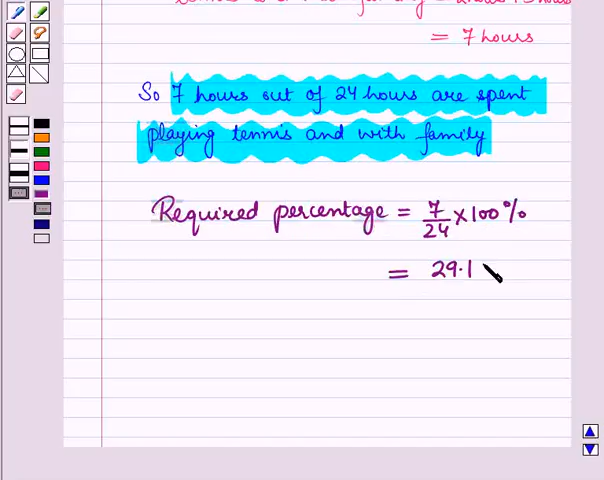 = 7 hours
So 7 hours out of 24 hours are spent
playing tennis and with family
Required percentage = 7/24 × 100%
= 29.1